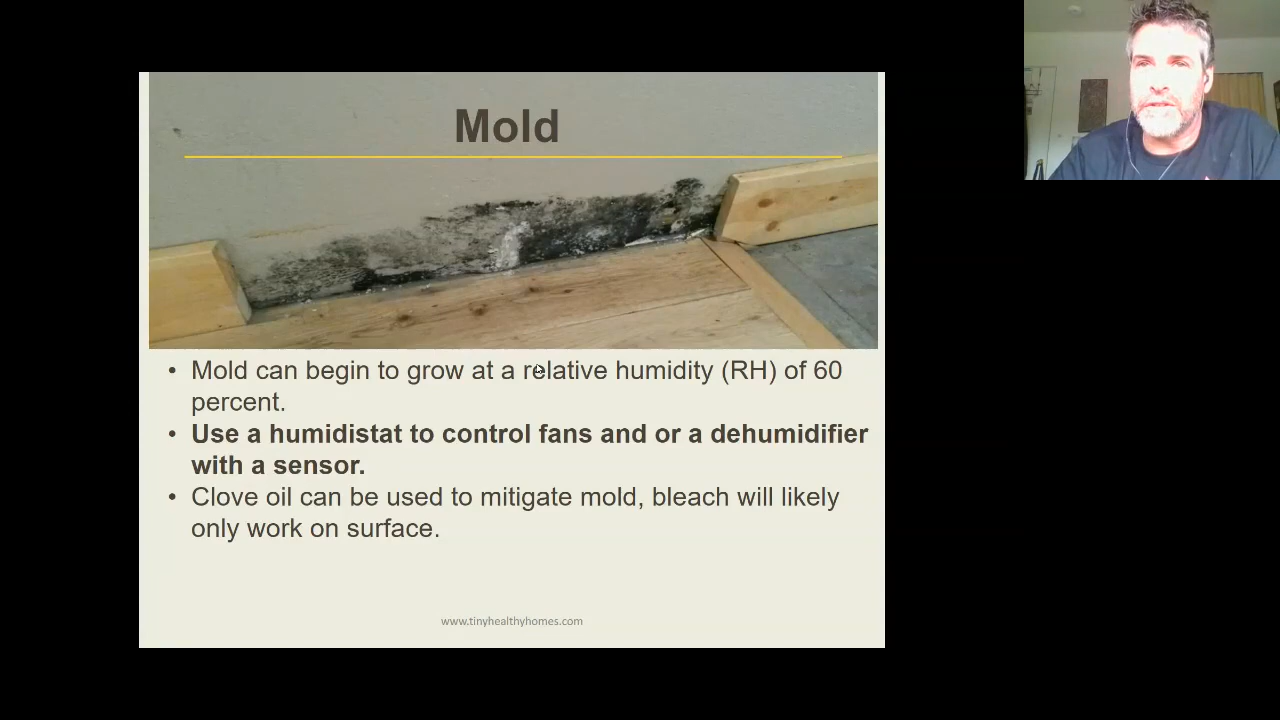 Mold
• Mold can begin to grow at a relative humidity (RH) of 60
percent.
• Use a humidistat to control fans and or a dehumidifier
with a sensor.
• Clove oil can be used to mitigate mold, bleach will likely
only work on surface.
www.tinyhealthyhomes.com